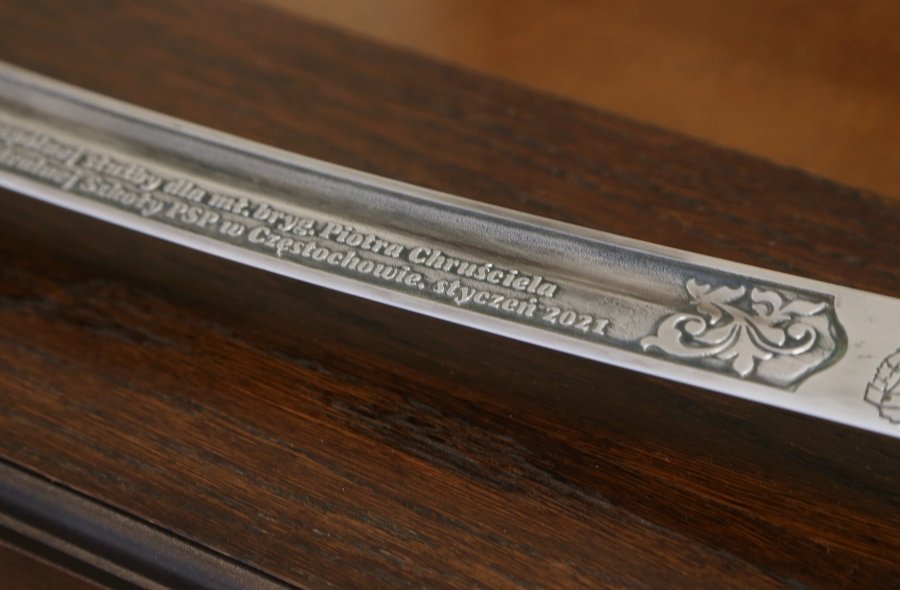 służby dla mł. bryg. Piotra Chruściela
Szkoły PSP w Częstochowie, styczeń 2021